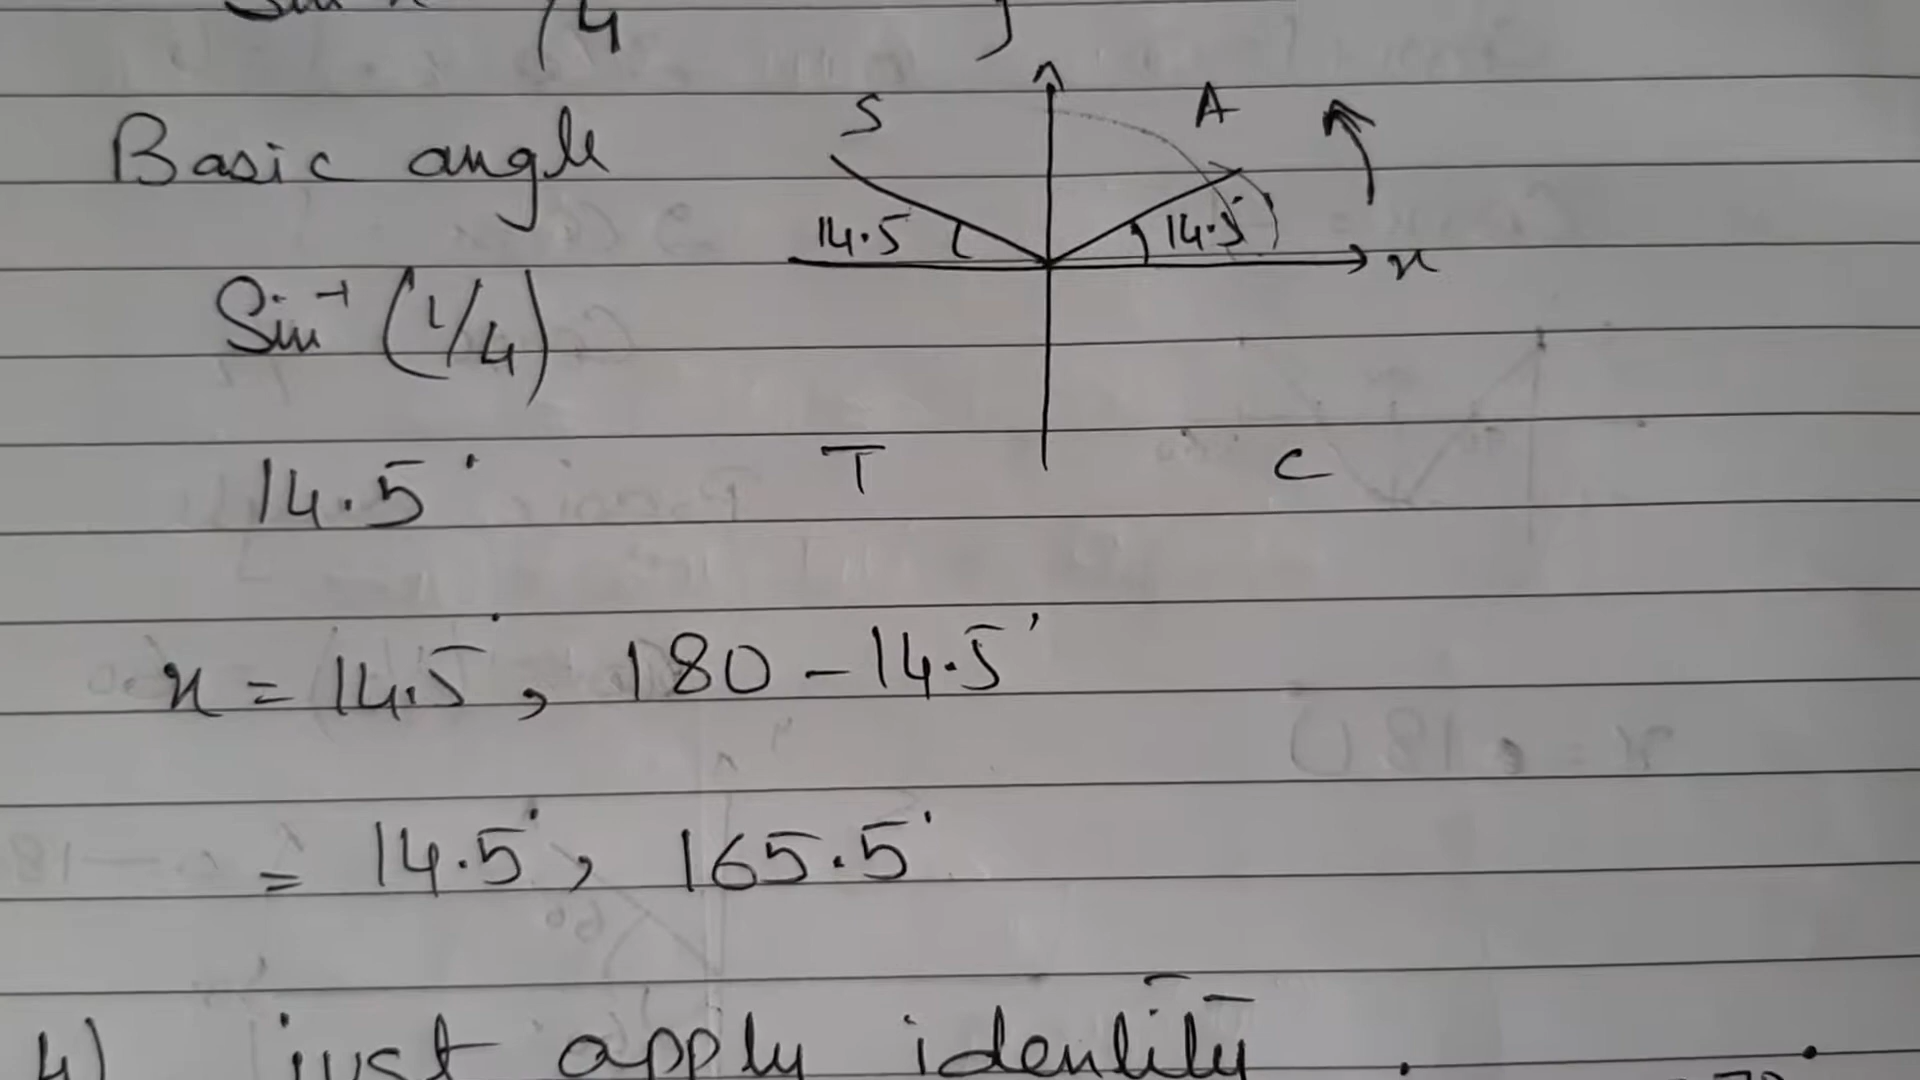 /4
Basic angle
S A
14.5 14.5° x
Sin⁻¹ (1/4)
T C
14.5°
x = 14.5°, 180 - 14.5°
= 14.5°, 165.5°
4) just apply identity